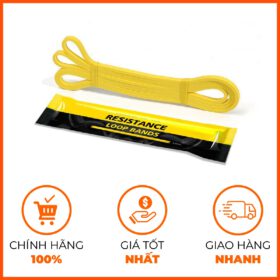 RESISTANCE
LOOP BANDS
CHÍNH HÃNG
100%
GIÁ TỐT
NHẤT
GIAO HÀNG
NHANH